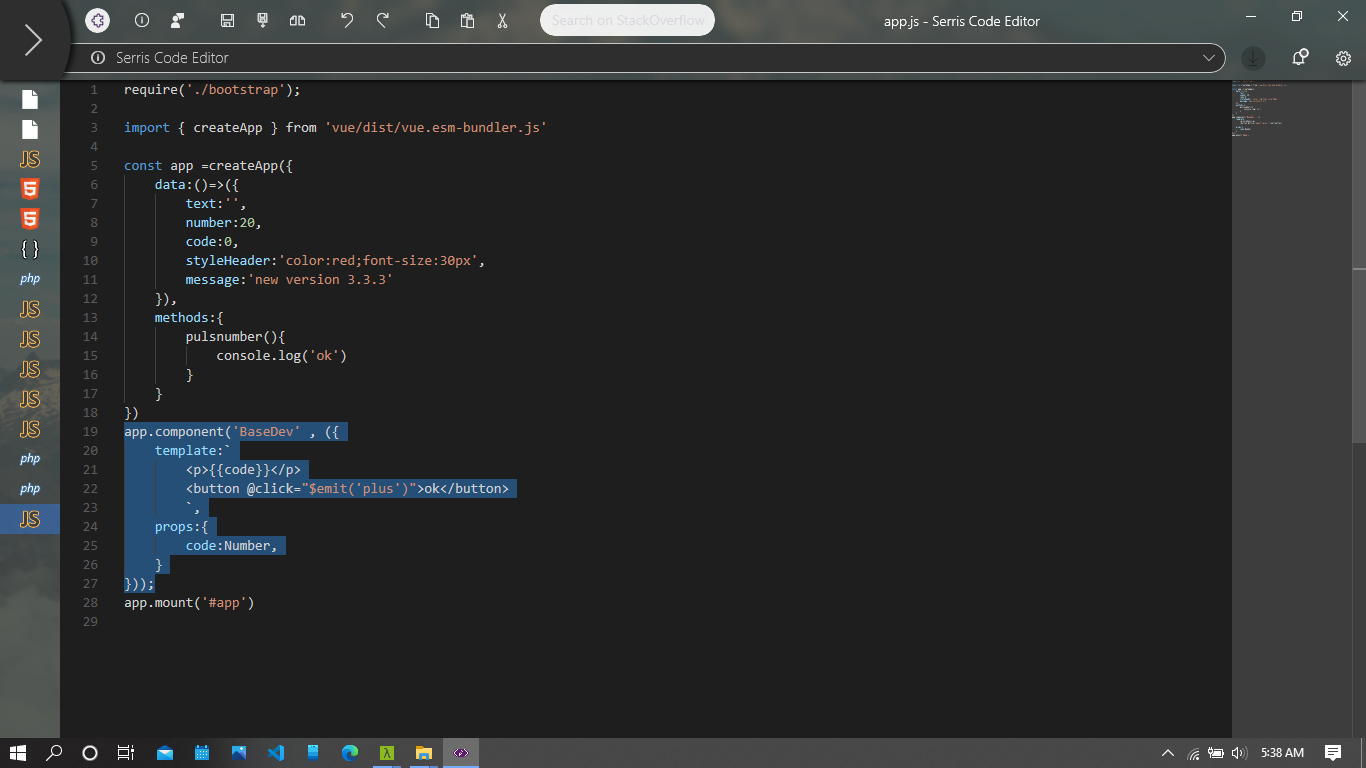 Search on StackOverflow
app.js - Serris Code Editor
Serris Code Editor
1 require('./bootstrap');
2
3 import { createApp } from 'vue/dist/vue.esm-bundler.js'
4
5 const app =createApp({
6     data:()=>({
7         text:'',
8         number:20,
9         code:0,
10         styleHeader:'color:red;font-size:30px',
11         message:'new version 3.3.3'
12     }),
13     methods:{
14         pulsnumber(){
15             console.log('ok')
16         }
17     }
18 })
19 app.component('BaseDev' , ({
20     template:`
21         <p>{{code}}</p>
22         <button @click="$emit('plus')">ok</button>
23         `,
24     props:{
25         code:Number,
26     }
27 }));
28 app.mount('#app')
29
JS
5
5
{ }
php
JS
JS
JS
JS
JS
php
php
JS
5:38 AM